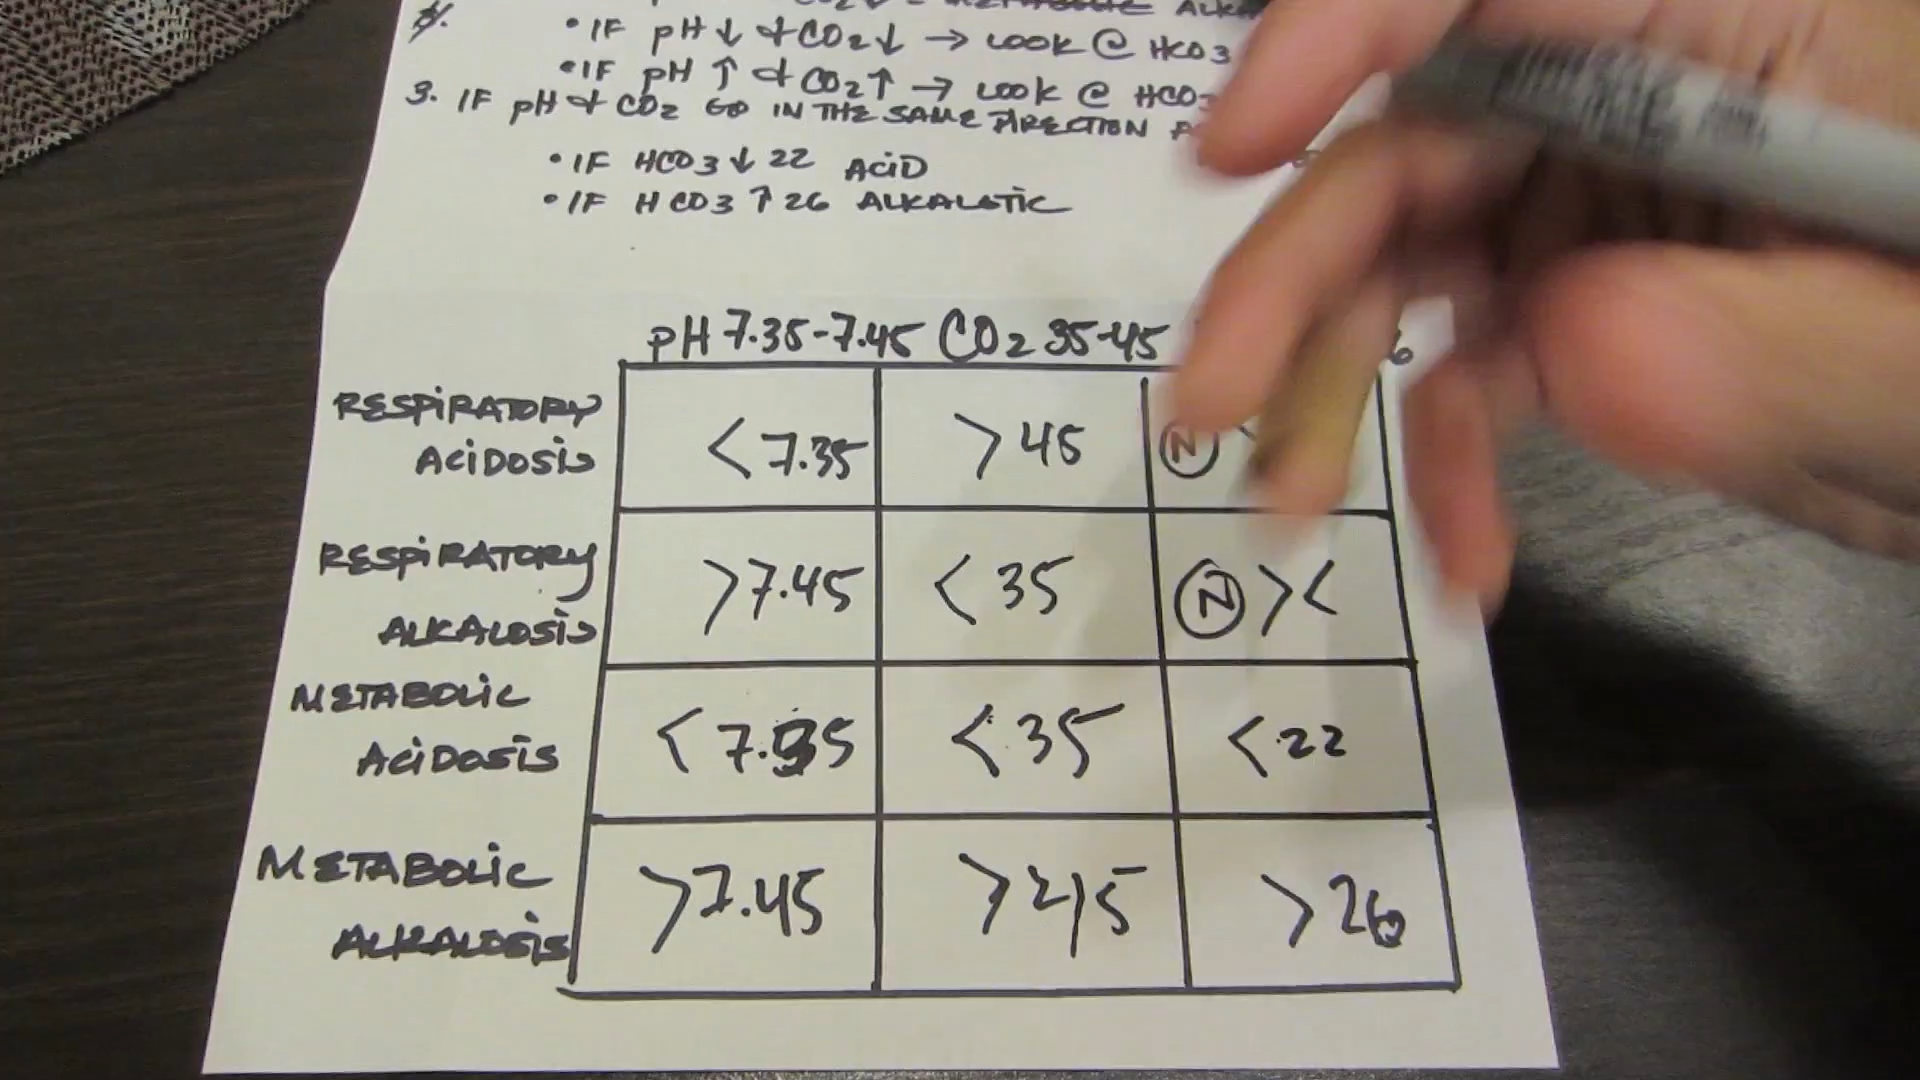 ALK
• IF pH ↓ & CO2 ↓ → LOOK @ HCO3
• IF pH ↑ & CO2 ↑ → LOOK @ HCO3
3. IF pH & CO2 GO IN THE SAME DIRECTION
• IF HCO3 ↓ 22 ACID
• IF HCO3 ↑ 26 ALKALOTIC
pH 7.35-7.45 CO2 35-45 6
RESPIRATORY ACIDOSIS < 7.35 > 45 N
RESPIRATORY ALKALOSIS > 7.45 < 35 N > <
METABOLIC ACIDOSIS < 7.35 < 35 < 22
METABOLIC ALKALOSIS > 7.45 > 45 > 26